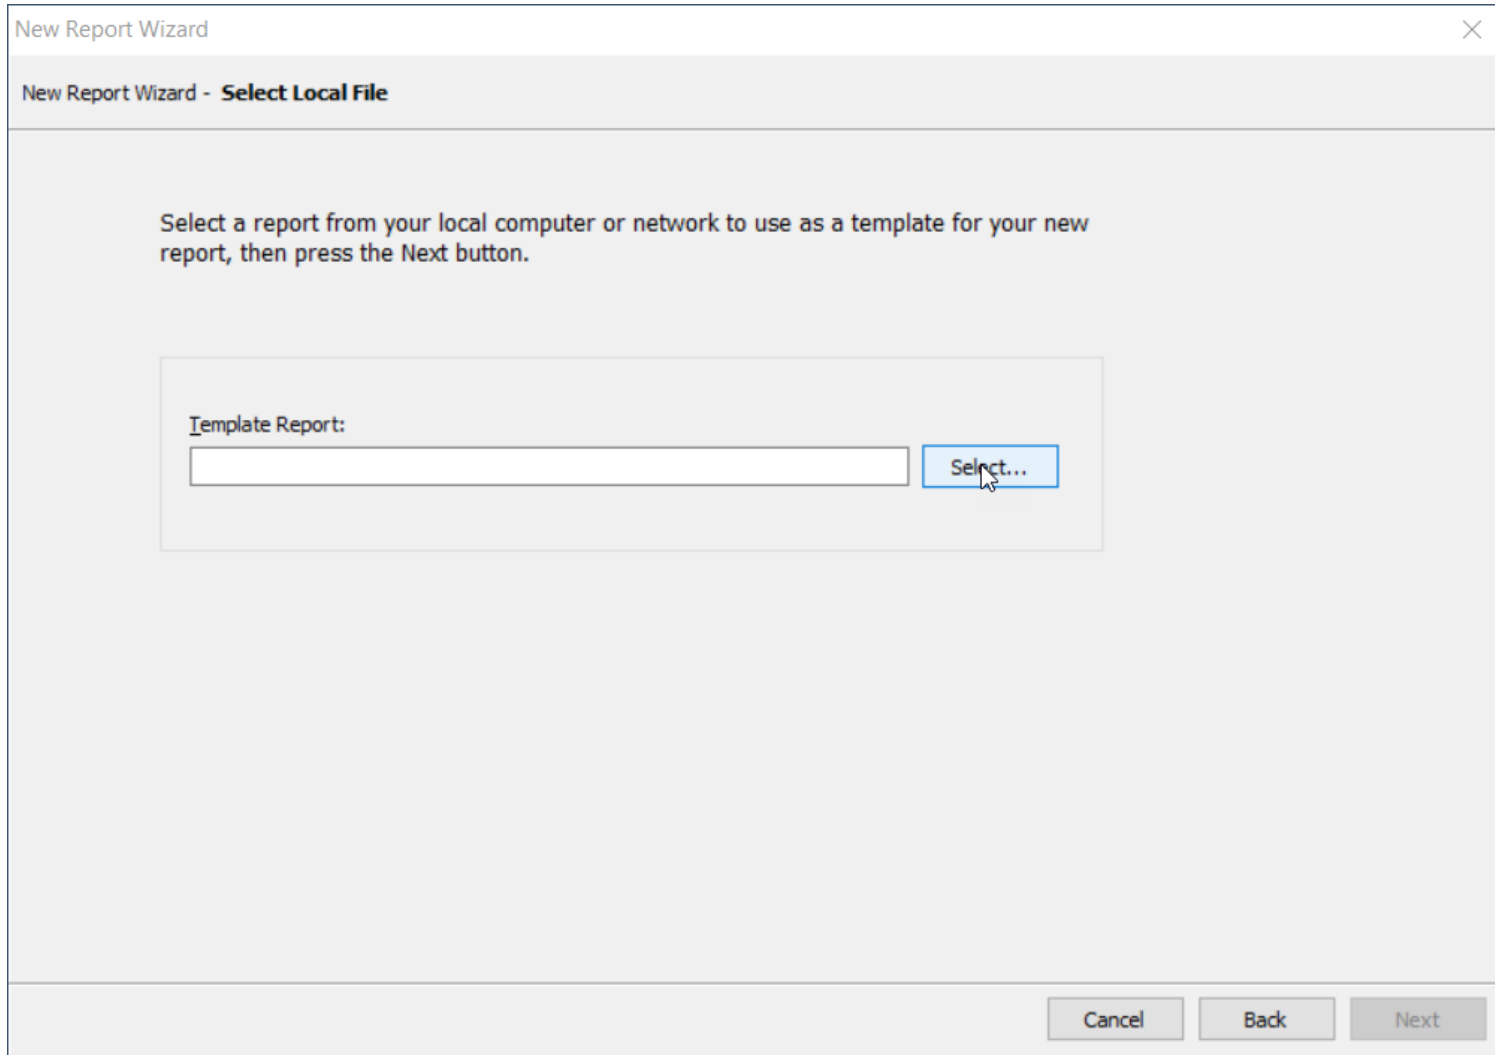 New Report Wizard
New Report Wizard - Select Local File
Select a report from your local computer or network to use as a template for your new
report, then press the Next button.
Template Report:
Select...
Cancel
Back
Next